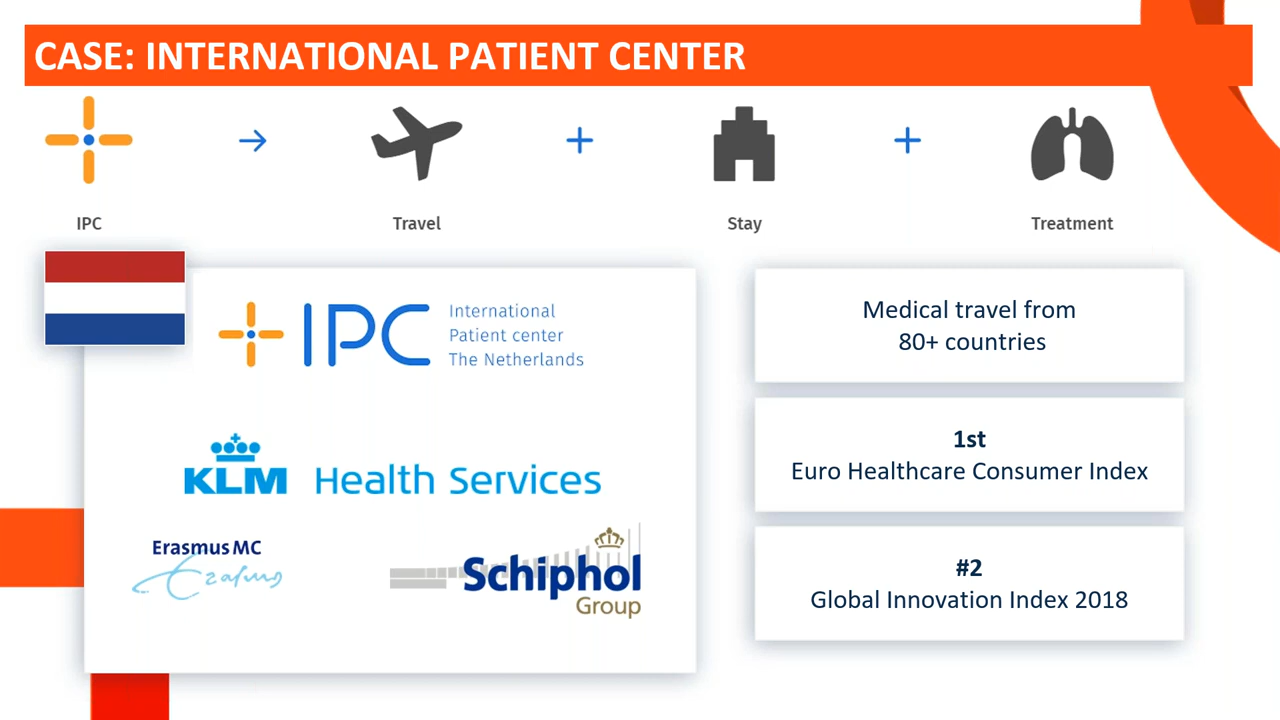 CASE: INTERNATIONAL PATIENT CENTER
IPC
Travel
Stay
Treatment
IPC
International
Patient center
The Netherlands
KLM Health Services
Erasmus MC
Erasmus
Schiphol
Group
Medical travel from
80+ countries
1st
Euro Healthcare Consumer Index
#2
Global Innovation Index 2018